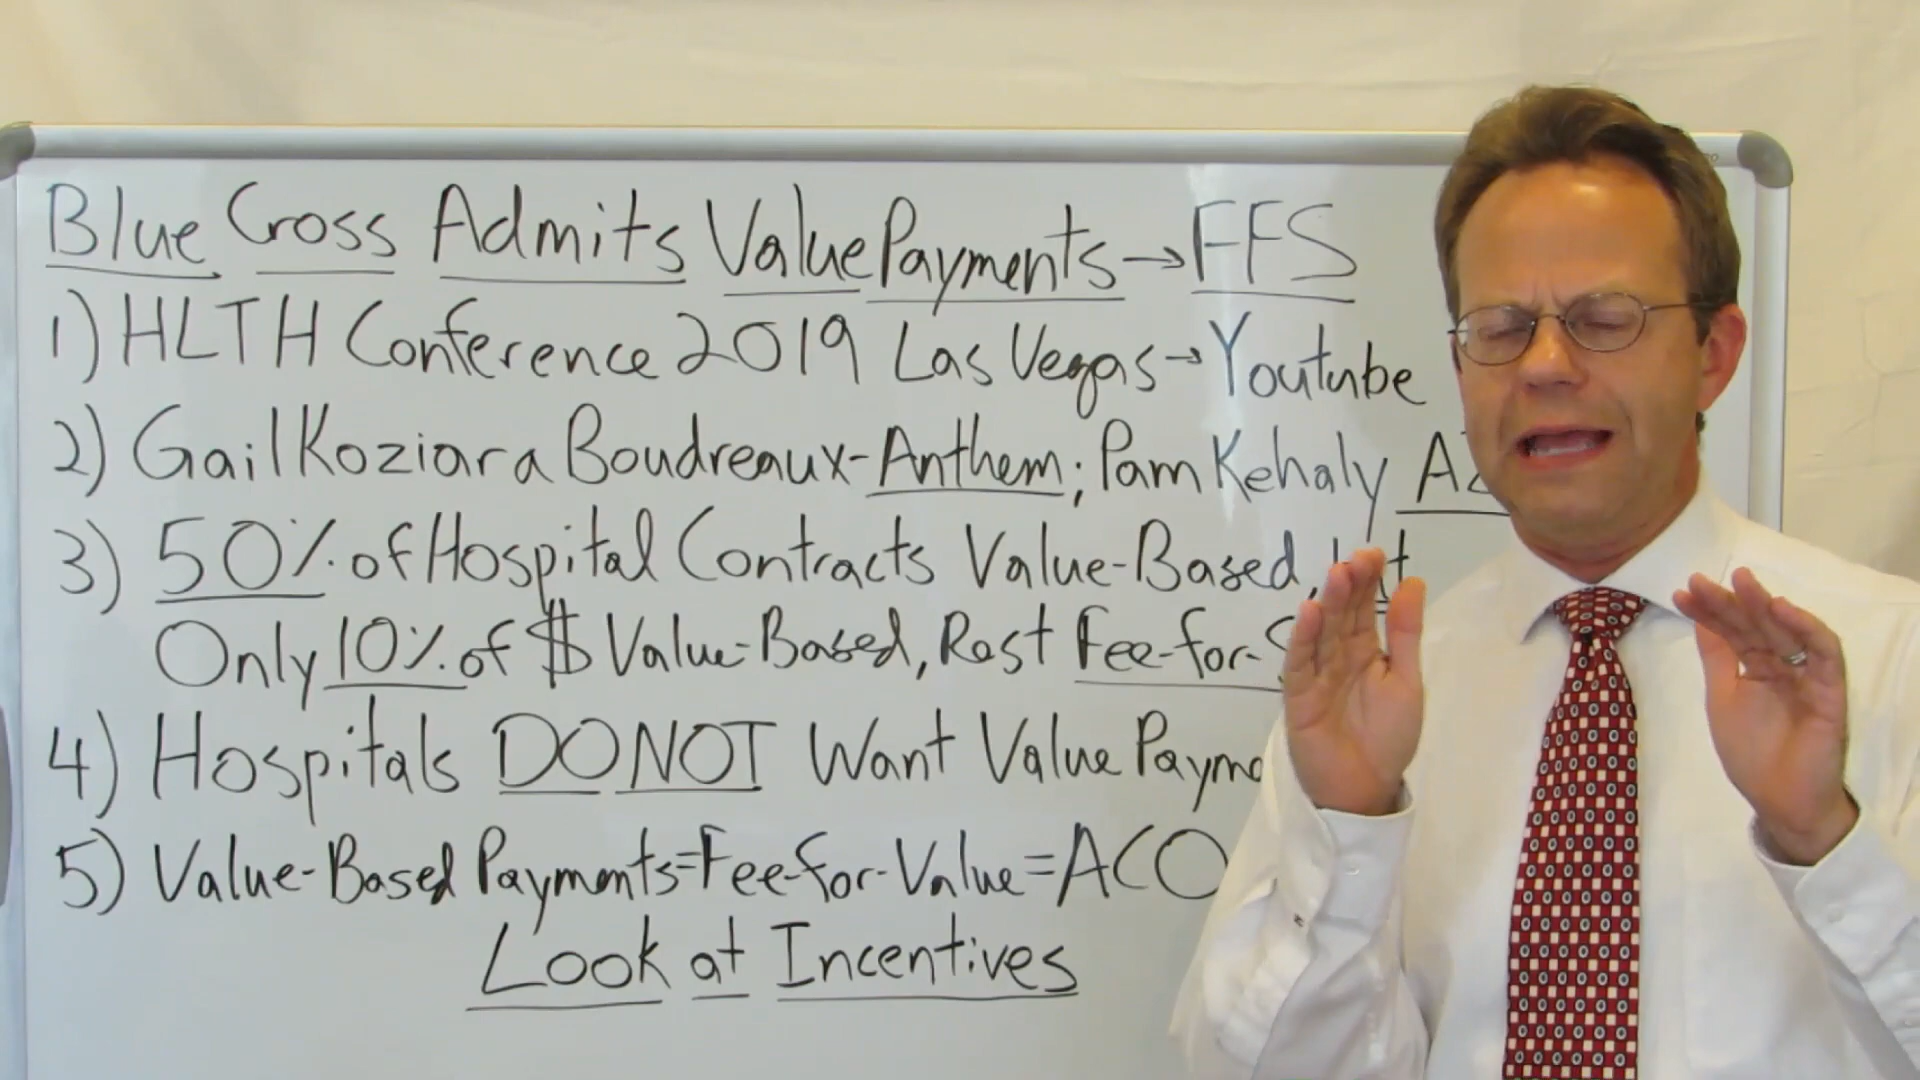 Blue Cross Admits Value Payments → FFS
1) HLTH Conference 2019 Las Vegas → Youtube
2) Gail Koziara Boudreaux - Anthem; Pam Kehaly
3) 50% of Hospital Contracts Value-Based,
Only 10% of $ Value-Based, Rest Fee-for-
4) Hospitals DO NOT Want Value
5) Value-Based Payments = Fee-for-Value = ACO
Look at Incentives